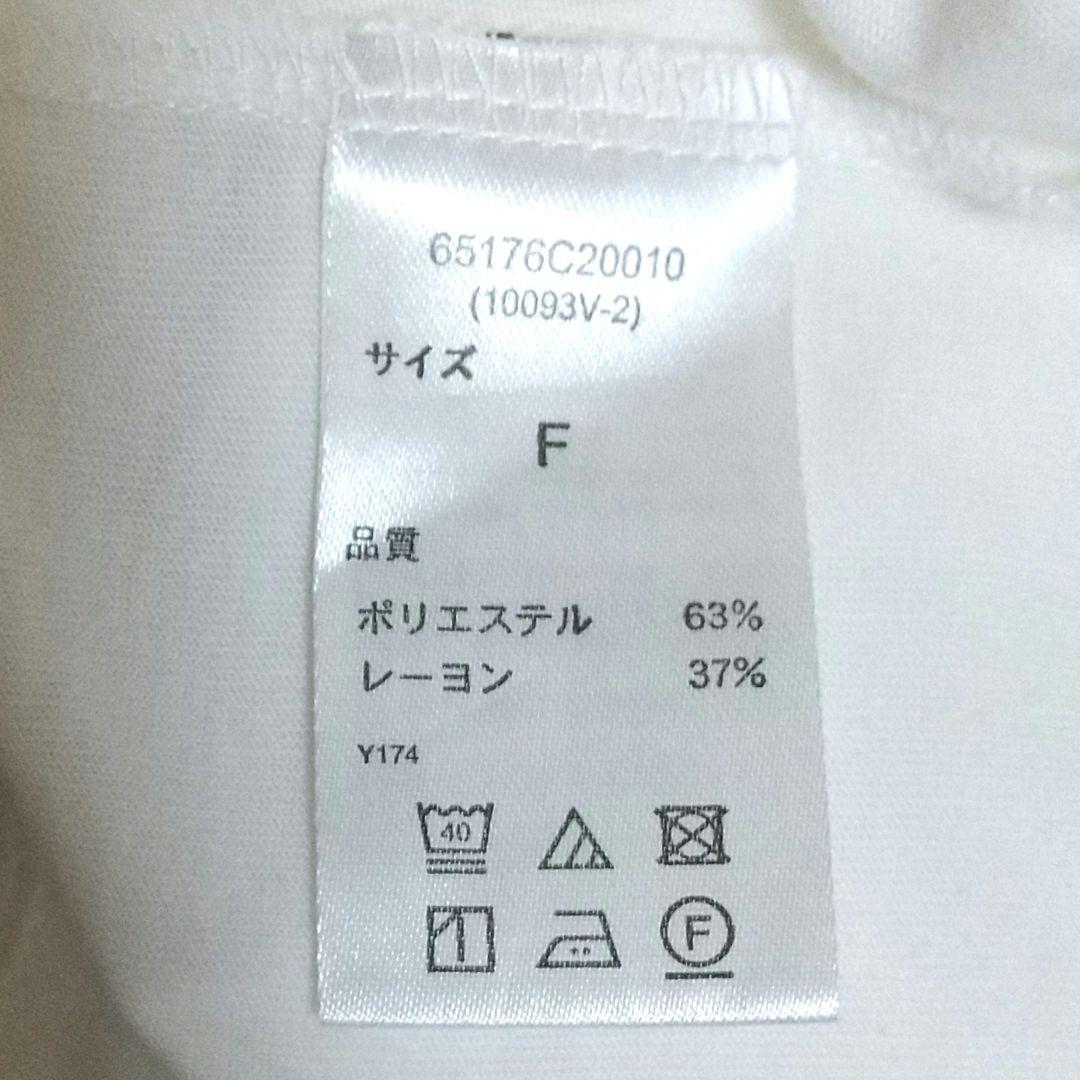 65176C20010
(10093V-2)
サイズ
F
品質
ポリエステル 63%
レーヨン 37%
Y174
40
F